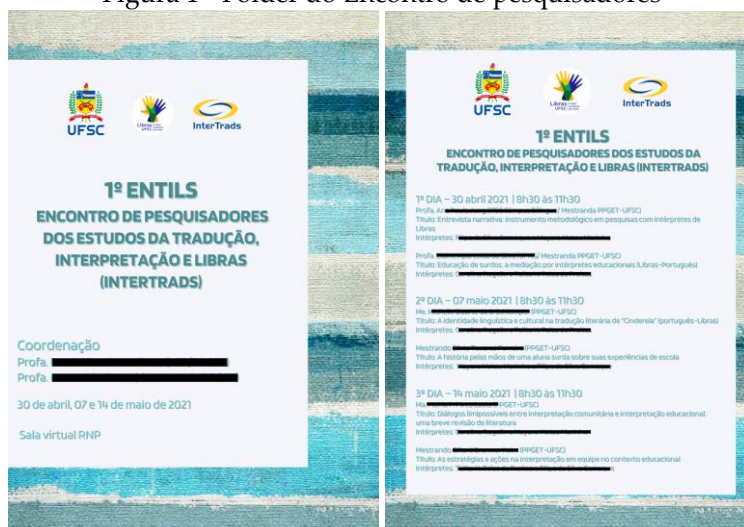 Figura 1 - Folder do Encontro de pesquisadores
UFSC
Libras
InterTrads
1º ENTILS
ENCONTRO DE PESQUISADORES
DOS ESTUDOS DA TRADUÇÃO,
INTERPRETAÇÃO E LIBRAS
(INTERTRADS)
Coordenação
Profa.
Profa.
30 de abril, 07 e 14 de maio de 2021
Sala virtual RNP
UFSC
Libras
InterTrads
1º ENTILS
ENCONTRO DE PESQUISADORES DOS ESTUDOS DA
TRADUÇÃO, INTERPRETAÇÃO E LIBRAS (INTERTRADS)
1º DIA – 30 abril 2021 | 8h30 às 11h30
Profa. / Mestranda PPGET-UFSC)
Título: Entrevista narrativa: instrumento metodológico em pesquisas com intérpretes de
Libras
Intérpretes:
Profa. / Mestranda PPGET-UFSC)
Título: Educação de surdos: a mediação por intérpretes educacionais (Libras-Português)
Intérpretes:
2º DIA – 07 maio 2021 | 8h30 às 11h30
Me. (PPGET-UFSC)
Título: A identidade linguística e cultural na tradução literária de "Cinderela" (português-Libras)
Intérpretes:
Mestrando (PPGET-UFSC)
Título: A história pelas mãos de uma aluna surda sobre suas experiências de escola
Intérpretes:
3º DIA – 14 maio 2021 | 8h30 às 11h30
Ma. PPGET-UFSC)
Título: Diálogos (im)possíveis entre interpretação comunitária e interpretação educacional:
uma breve revisão de literatura
Intérpretes:
Mestrando (PPGET-UFSC)
Título: As estratégias e ações na interpretação em equipe no contexto educacional
Intérpretes: